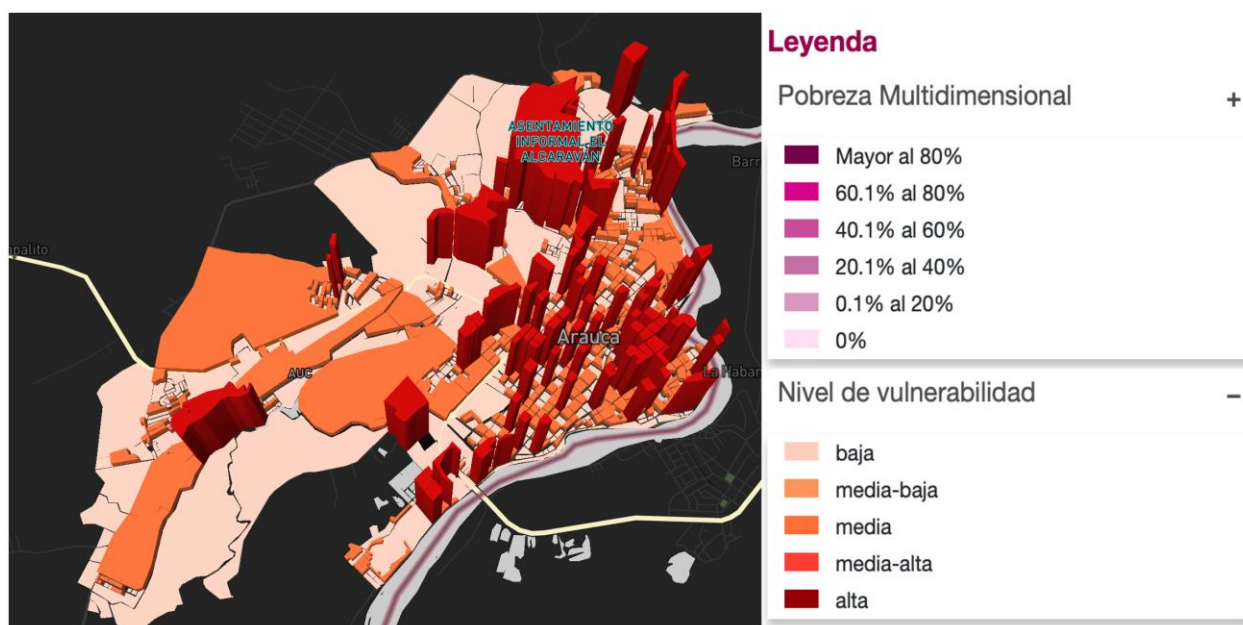 ASENTAMIENTO
INFORMAL EL
ALCARAVÁN
Barr
palito
Arauca
AUC
La Haban
Leyenda
Pobreza Multidimensional +
Mayor al 80%
60.1% al 80%
40.1% al 60%
20.1% al 40%
0.1% al 20%
0%
Nivel de vulnerabilidad –
baja
media-baja
media
media-alta
alta